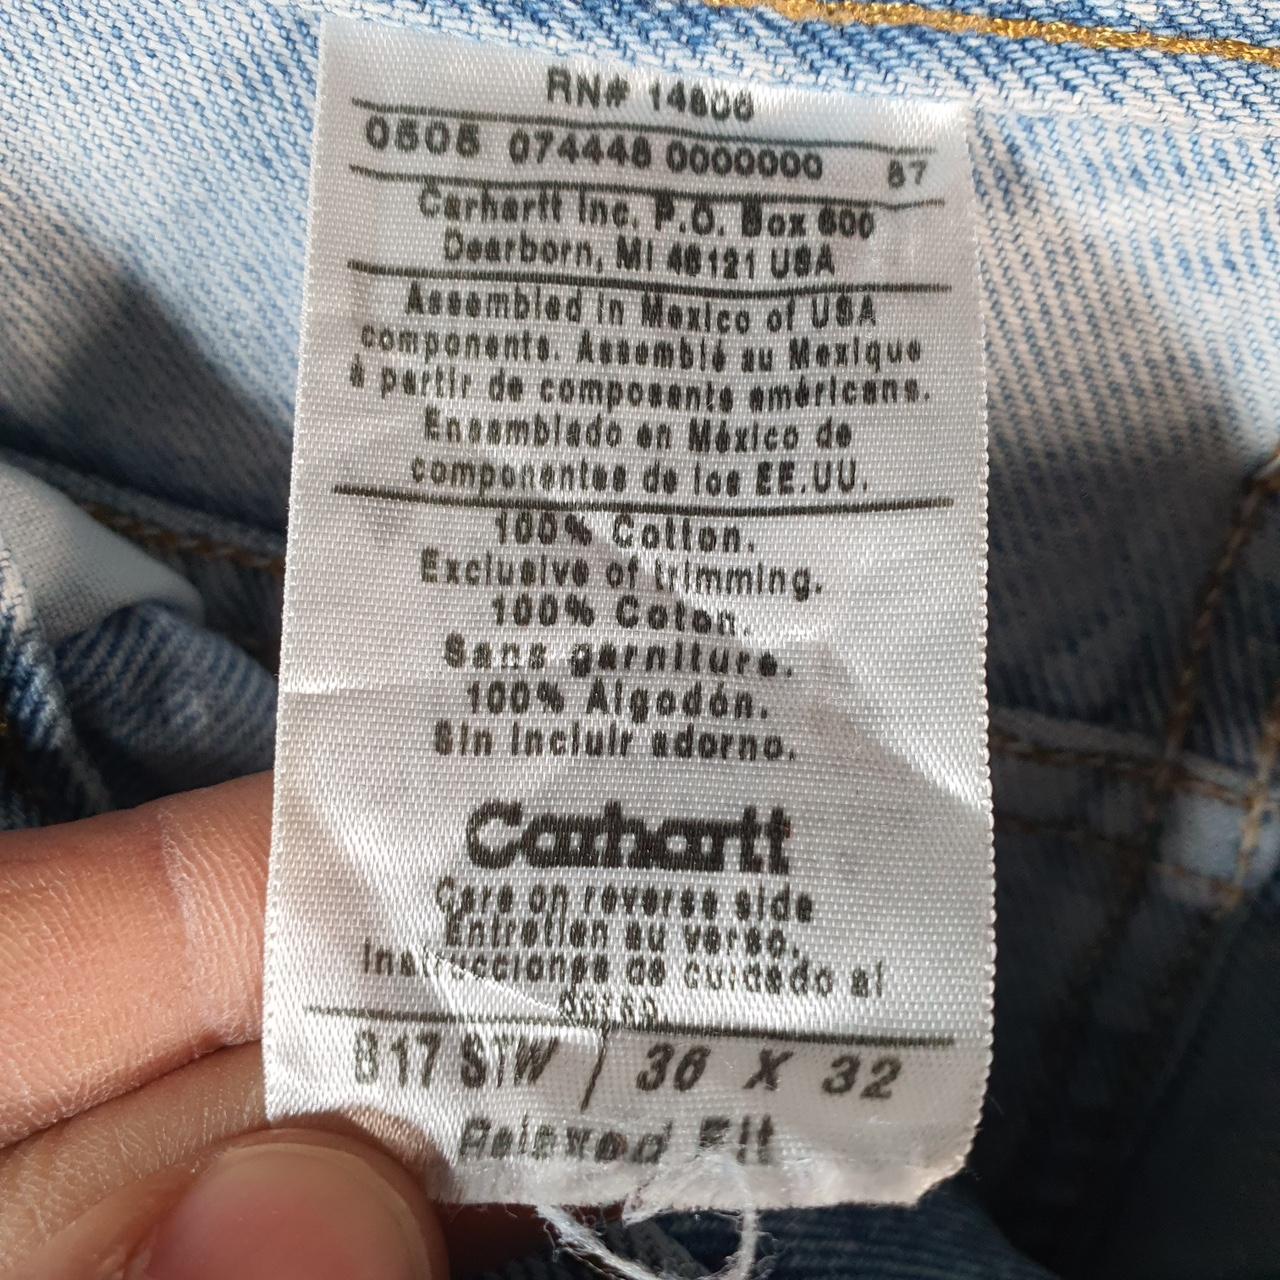 RN# 14806
0505 074448 0000000 87
Carhartt Inc. P.O. Box 600
Dearborn, MI 48121 USA
Assembled in Mexico of USA
components. Assemblé au Mexique
à partir de composants américans.
Ensamblado en México de
componentes de los EE.UU.
100% Cotton.
Exclusive of trimming.
100% Coton.
Sans garniture.
100% Algodón.
Sin incluir adorno.
Carhartt
Care on reverse side
Entretien au verso.
Instrucciones de cuidado al
B17 STW / 36 X 32
Relaxed Fit